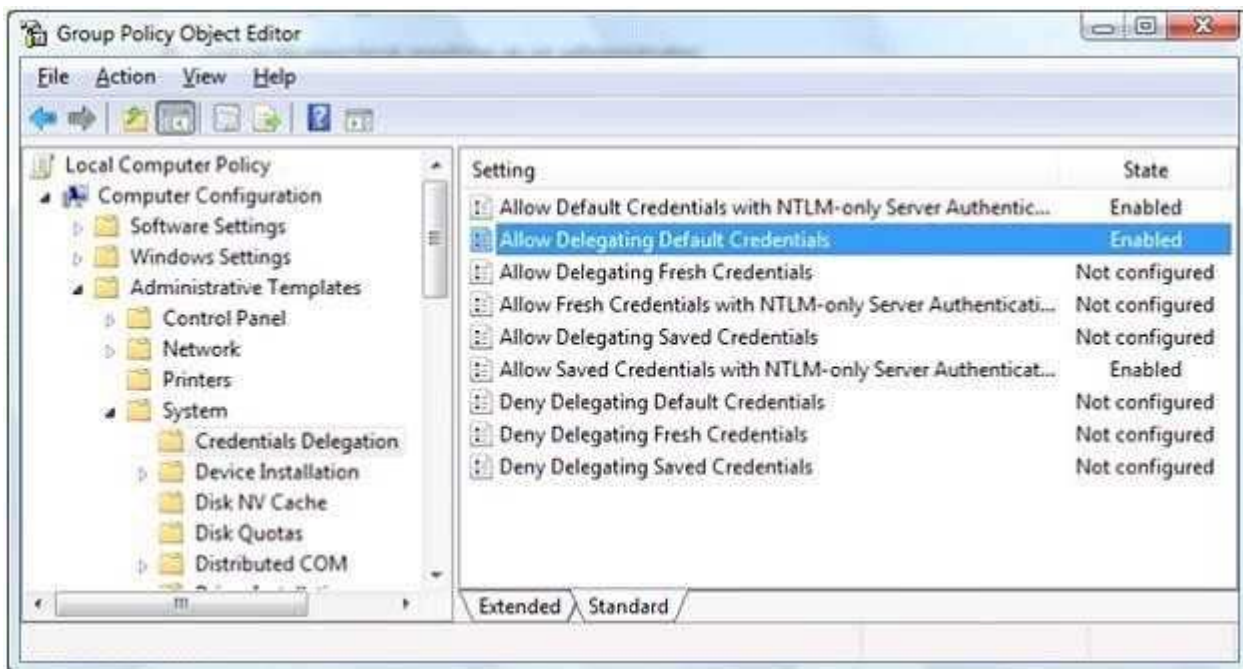 Group Policy Object Editor
File Action View Help
Local Computer Policy
Computer Configuration
Software Settings
Windows Settings
Administrative Templates
Control Panel
Network
Printers
System
Credentials Delegation
Device Installation
Disk NV Cache
Disk Quotas
Distributed COM
Setting State
Allow Default Credentials with NTLM-only Server Authentic... Enabled
Allow Delegating Default Credentials Enabled
Allow Delegating Fresh Credentials Not configured
Allow Fresh Credentials with NTLM-only Server Authenticati... Not configured
Allow Delegating Saved Credentials Not configured
Allow Saved Credentials with NTLM-only Server Authenticat... Enabled
Deny Delegating Default Credentials Not configured
Deny Delegating Fresh Credentials Not configured
Deny Delegating Saved Credentials Not configured
Extended Standard